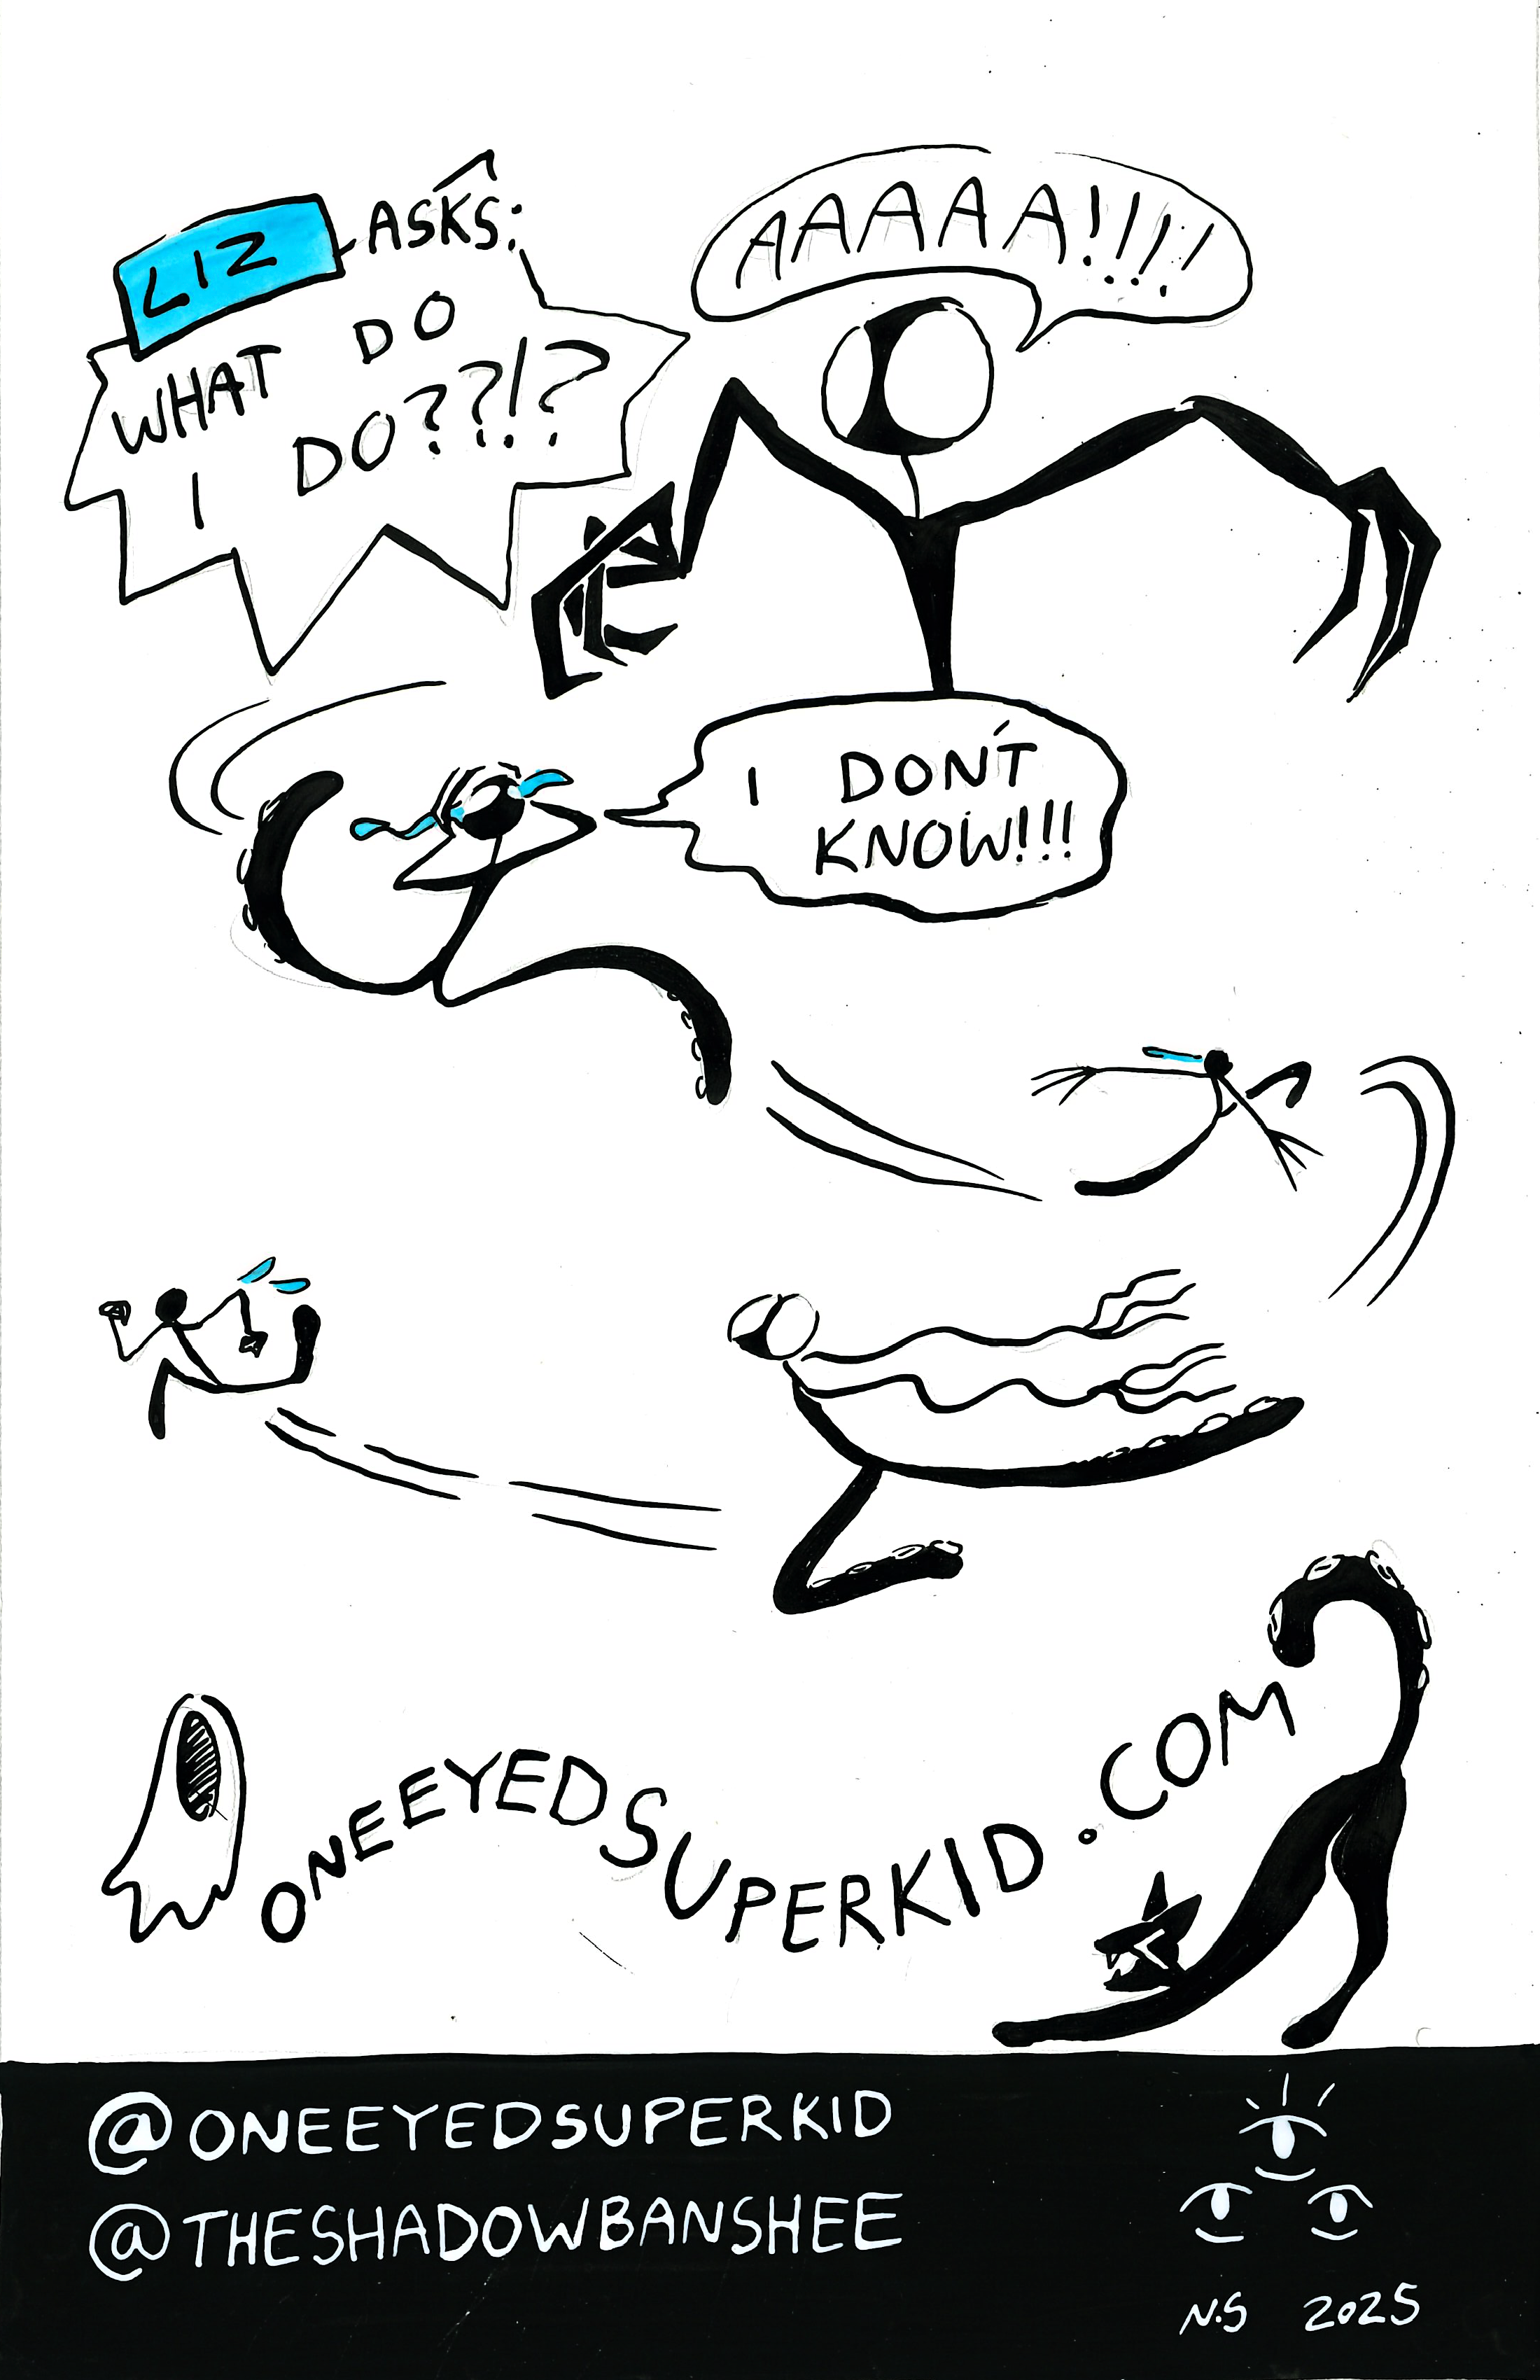 LIZ ASKS:
WHAT DO
I DO??!?
AAAAA!!!!
I DON'T
KNOW!!!
ONEEYEDSUPERKID.COM
@ONEEYEDSUPERKID
@THESHADOWBANSHEE
N.S 2025